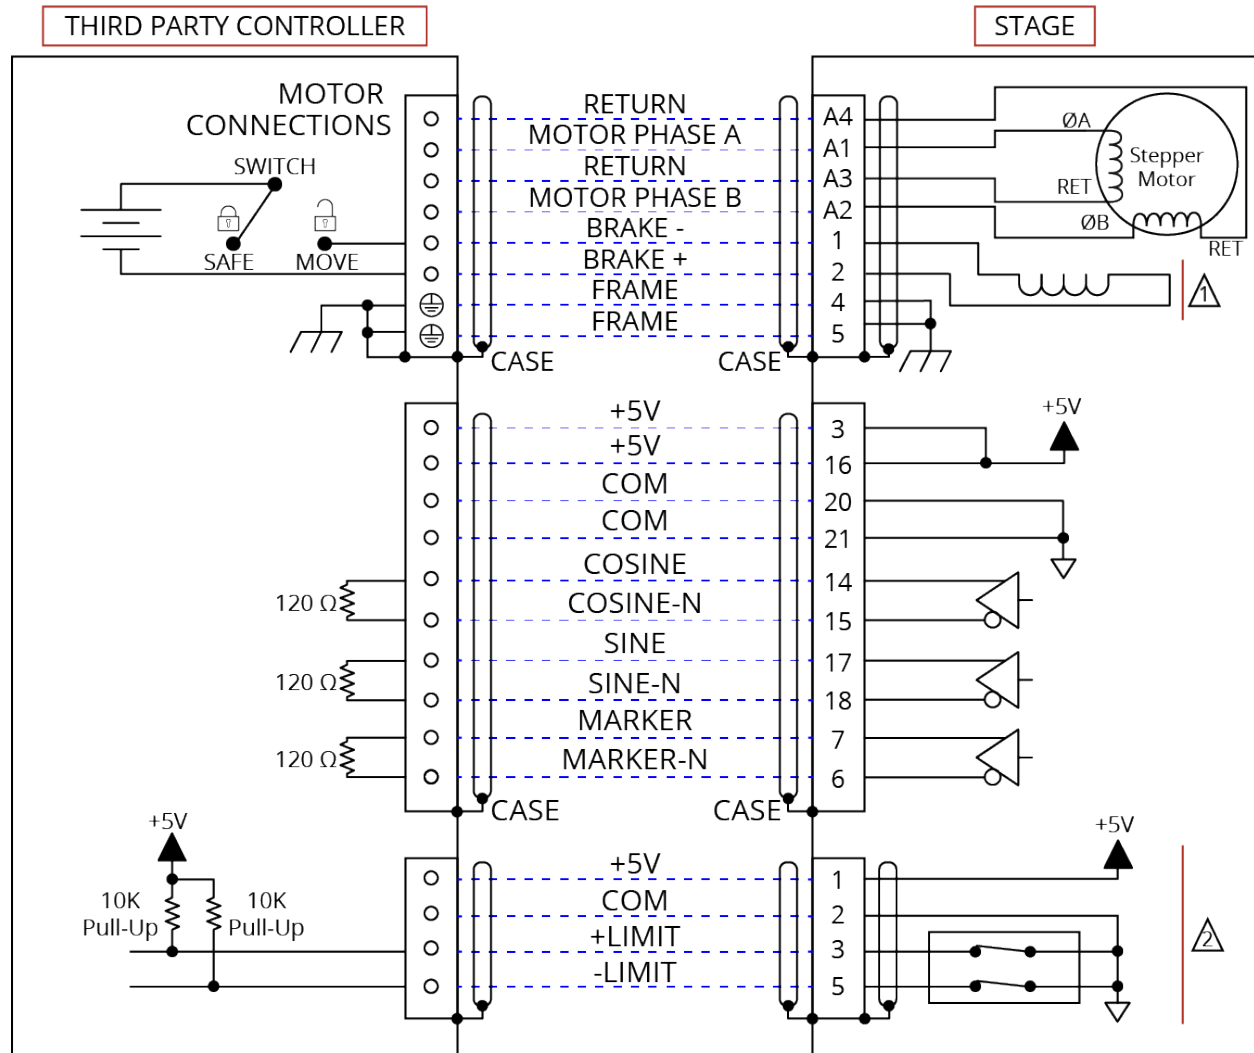 THIRD PARTY CONTROLLER
STAGE
MOTOR
CONNECTIONS
SWITCH
SAFE
MOVE
RETURN
MOTOR PHASE A
RETURN
MOTOR PHASE B
BRAKE -
BRAKE +
FRAME
FRAME
CASE
CASE
A4
A1
A3
A2
1
2
4
5
ØA
RET
Stepper
Motor
ØB
RET
1
+5V
+5V
COM
COM
COSINE
COSINE-N
SINE
SINE-N
MARKER
MARKER-N
CASE
CASE
120 Ω
120 Ω
120 Ω
3
16
20
21
14
15
17
18
7
6
+5V
+5V
10K
Pull-Up
10K
Pull-Up
+5V
COM
+LIMIT
-LIMIT
1
2
3
5
+5V
2